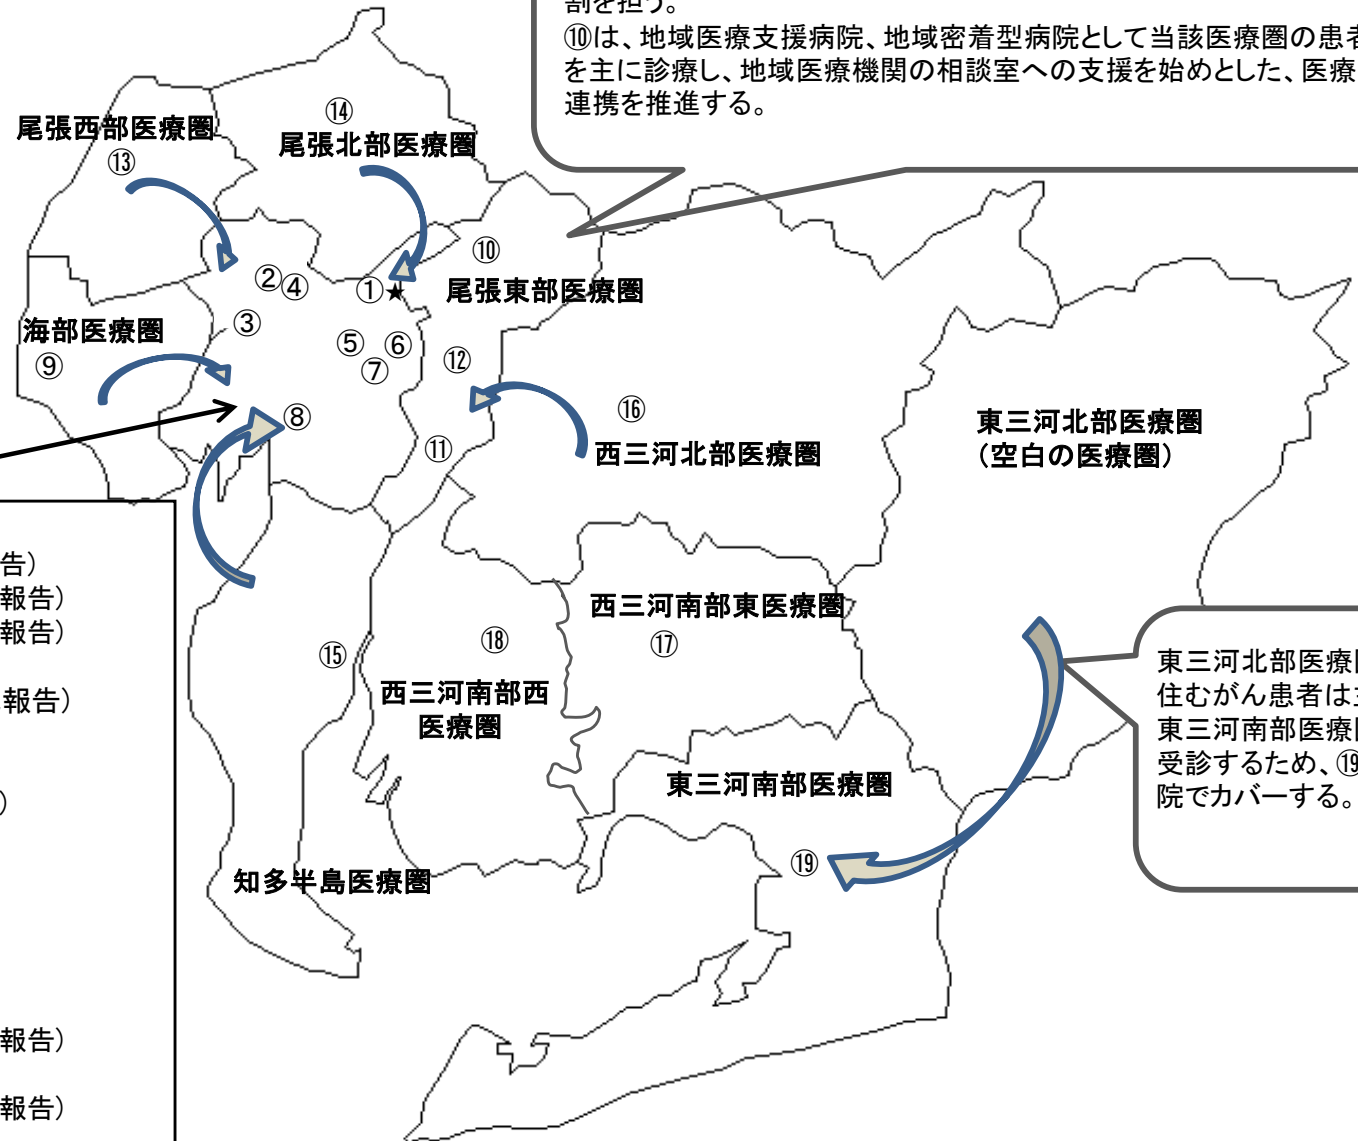 割を担う。
⑩は、地域医療支援病院、地域密着型病院として当該医療圏の患者
を主に診療し、地域医療機関の相談室への支援を始めとした、医療
連携を推進する。
⑭
尾張西部医療圏
尾張北部医療圏
⑬
⑩
②
④
①★
尾張東部医療圏
③
海部医療圏
⑤
⑥
⑫
⑨
⑦
⑯
⑧
東三河北部医療圏
(空白の医療圏)
⑪
西三河北部医療圏
告)
報告)
報告)
報告)
)
報告)
報告)
西三河南部東医療圏
⑱
⑰
⑮
西三河南部西
医療圏
東三河北部医療
住むがん患者は
東三河南部医療
受診するため、⑲
院でカバーする。
東三河南部医療圏
⑲
知多半島医療圏